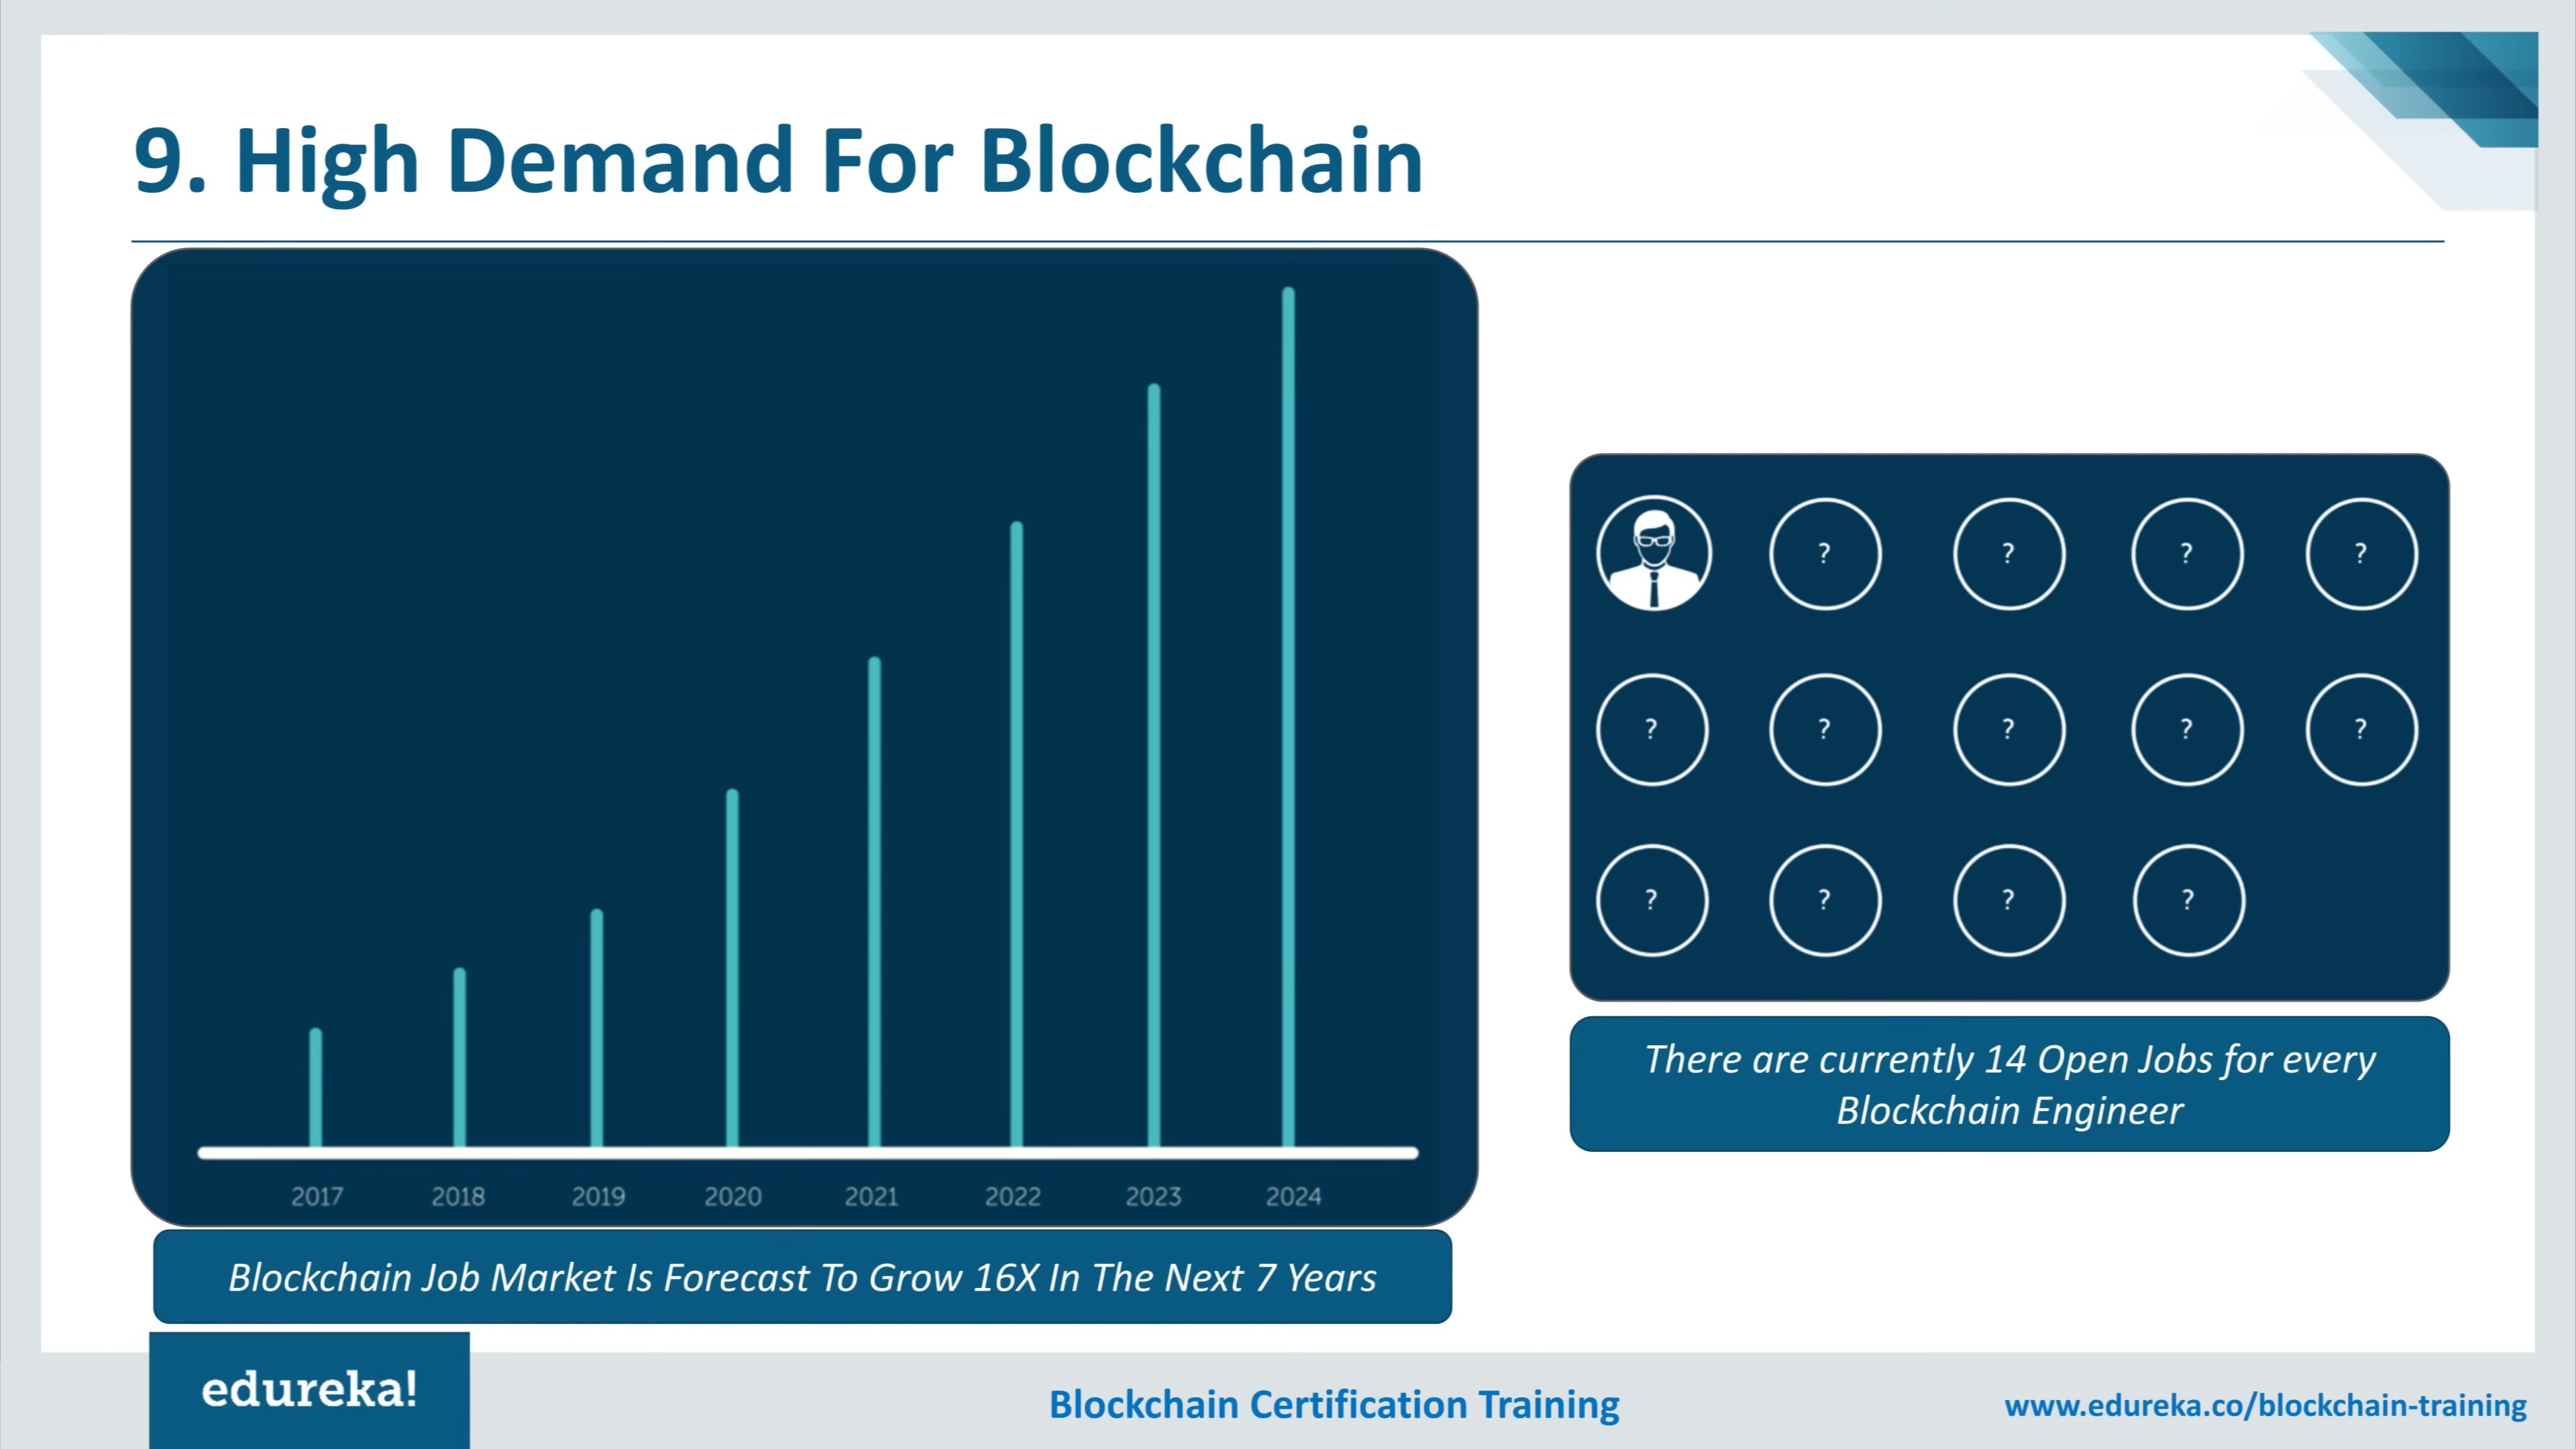 9. High Demand For Blockchain
2017 2018 2019 2020 2021 2022 2023 2024
Blockchain Job Market Is Forecast To Grow 16X In The Next 7 Years
? ? ? ?
? ? ? ? ?
? ? ? ?
There are currently 14 Open Jobs for every
Blockchain Engineer
edureka!
Blockchain Certification Training
www.edureka.co/blockchain-training